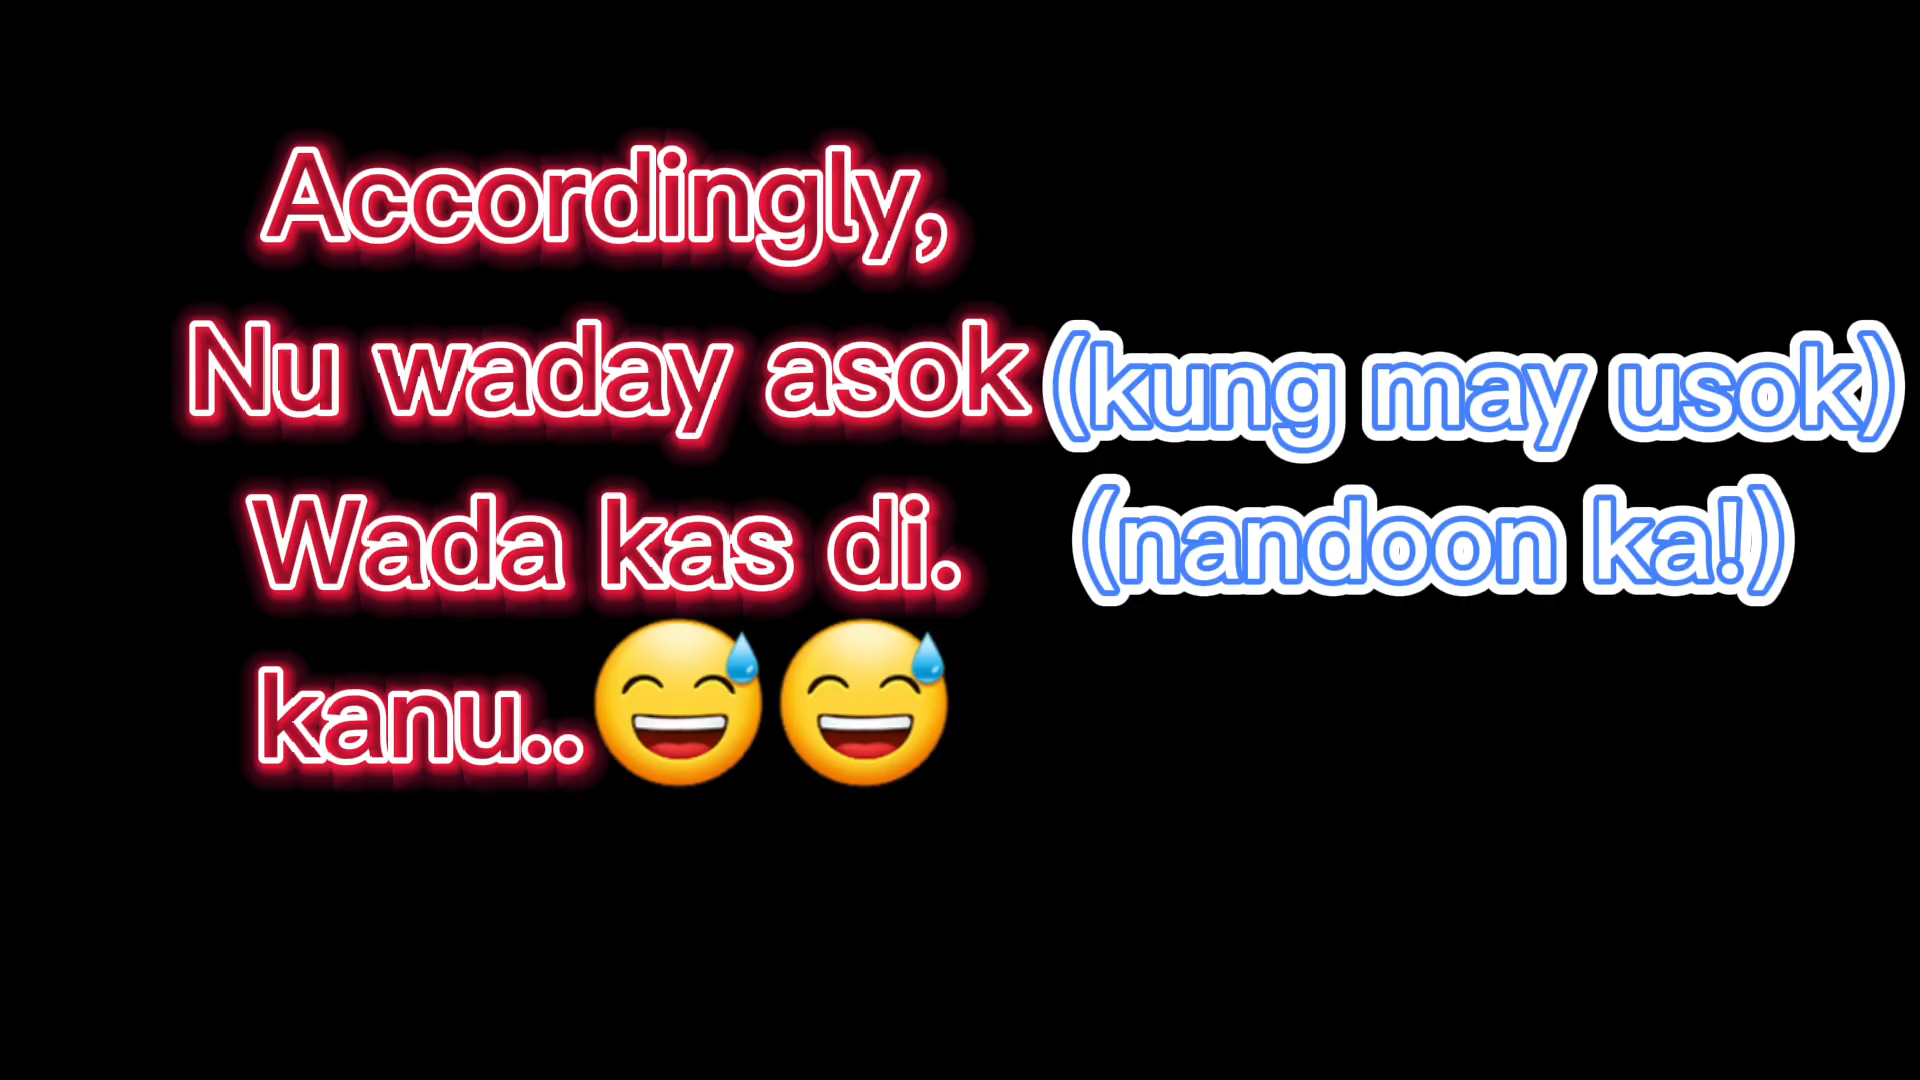 Accordingly,
Nu waday asok (kung may usok)
Wada kas di. (nandoon ka!)
kanu..😅😅